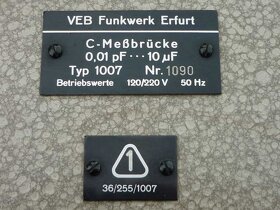 VEB Funkwerk Erfurt
C-Meßbrücke
0,01 pF ··· 10 µF
Typ 1007 Nr. 1090
Betriebswerte 120/220 V 50 Hz
1
36/255/1007